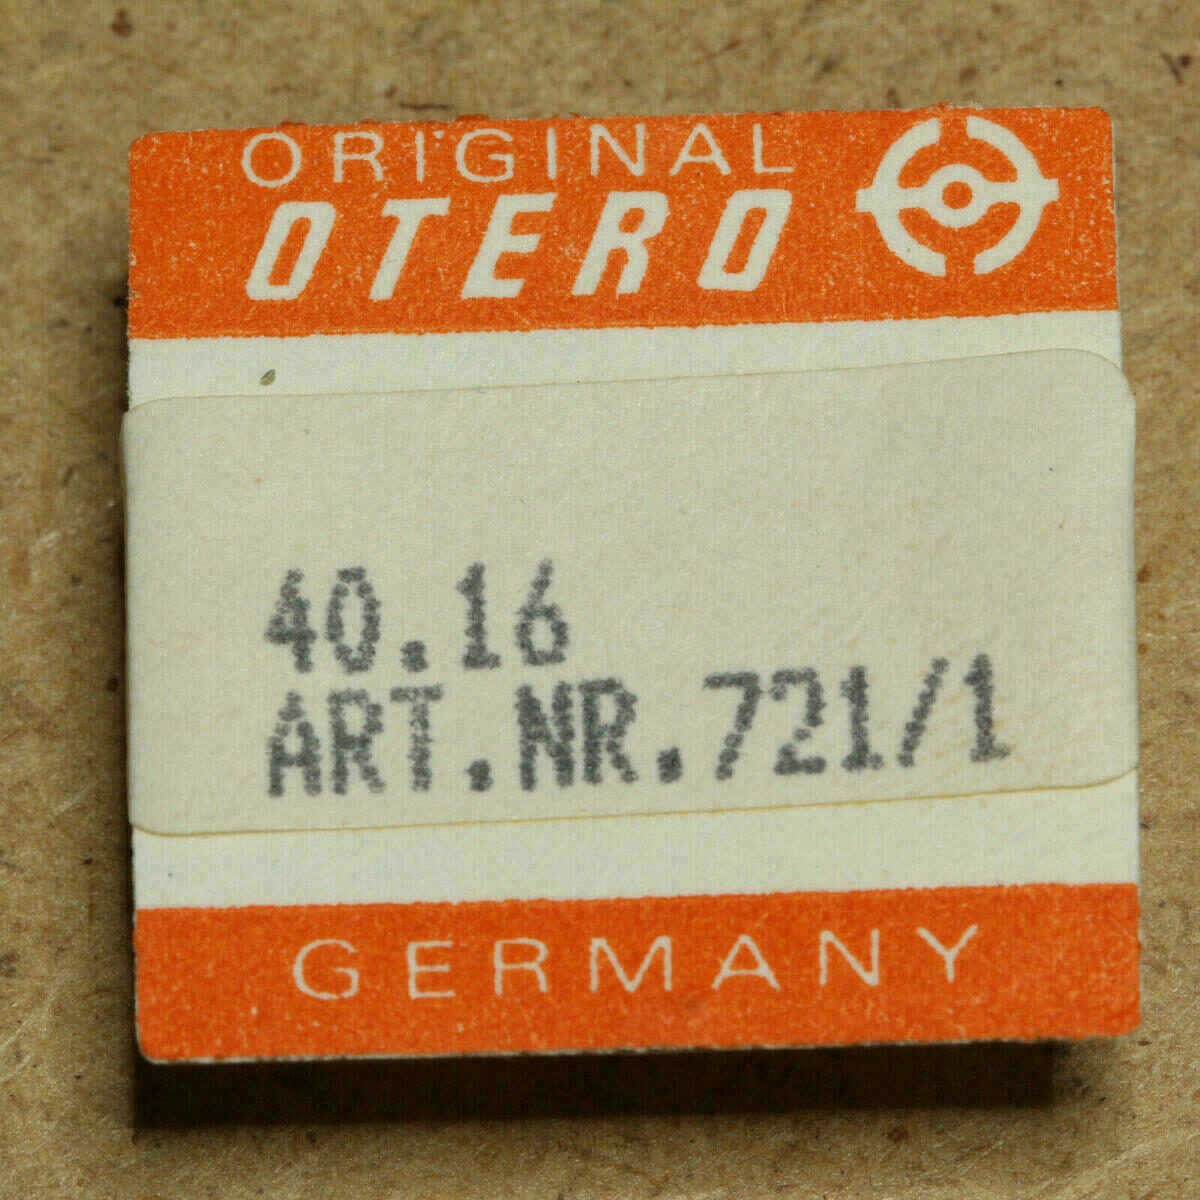 ORIGINAL
OTERO
40.16
ART.NR.721/1
GERMANY